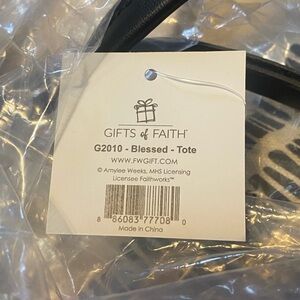 GIFTS of FAITH™
G2010 - Blessed - Tote
WWW.FWGIFT.COM
© Amylee Weeks, MHS Licensing
Licensee Faithworks™
8 86083 77708 0
Made in China